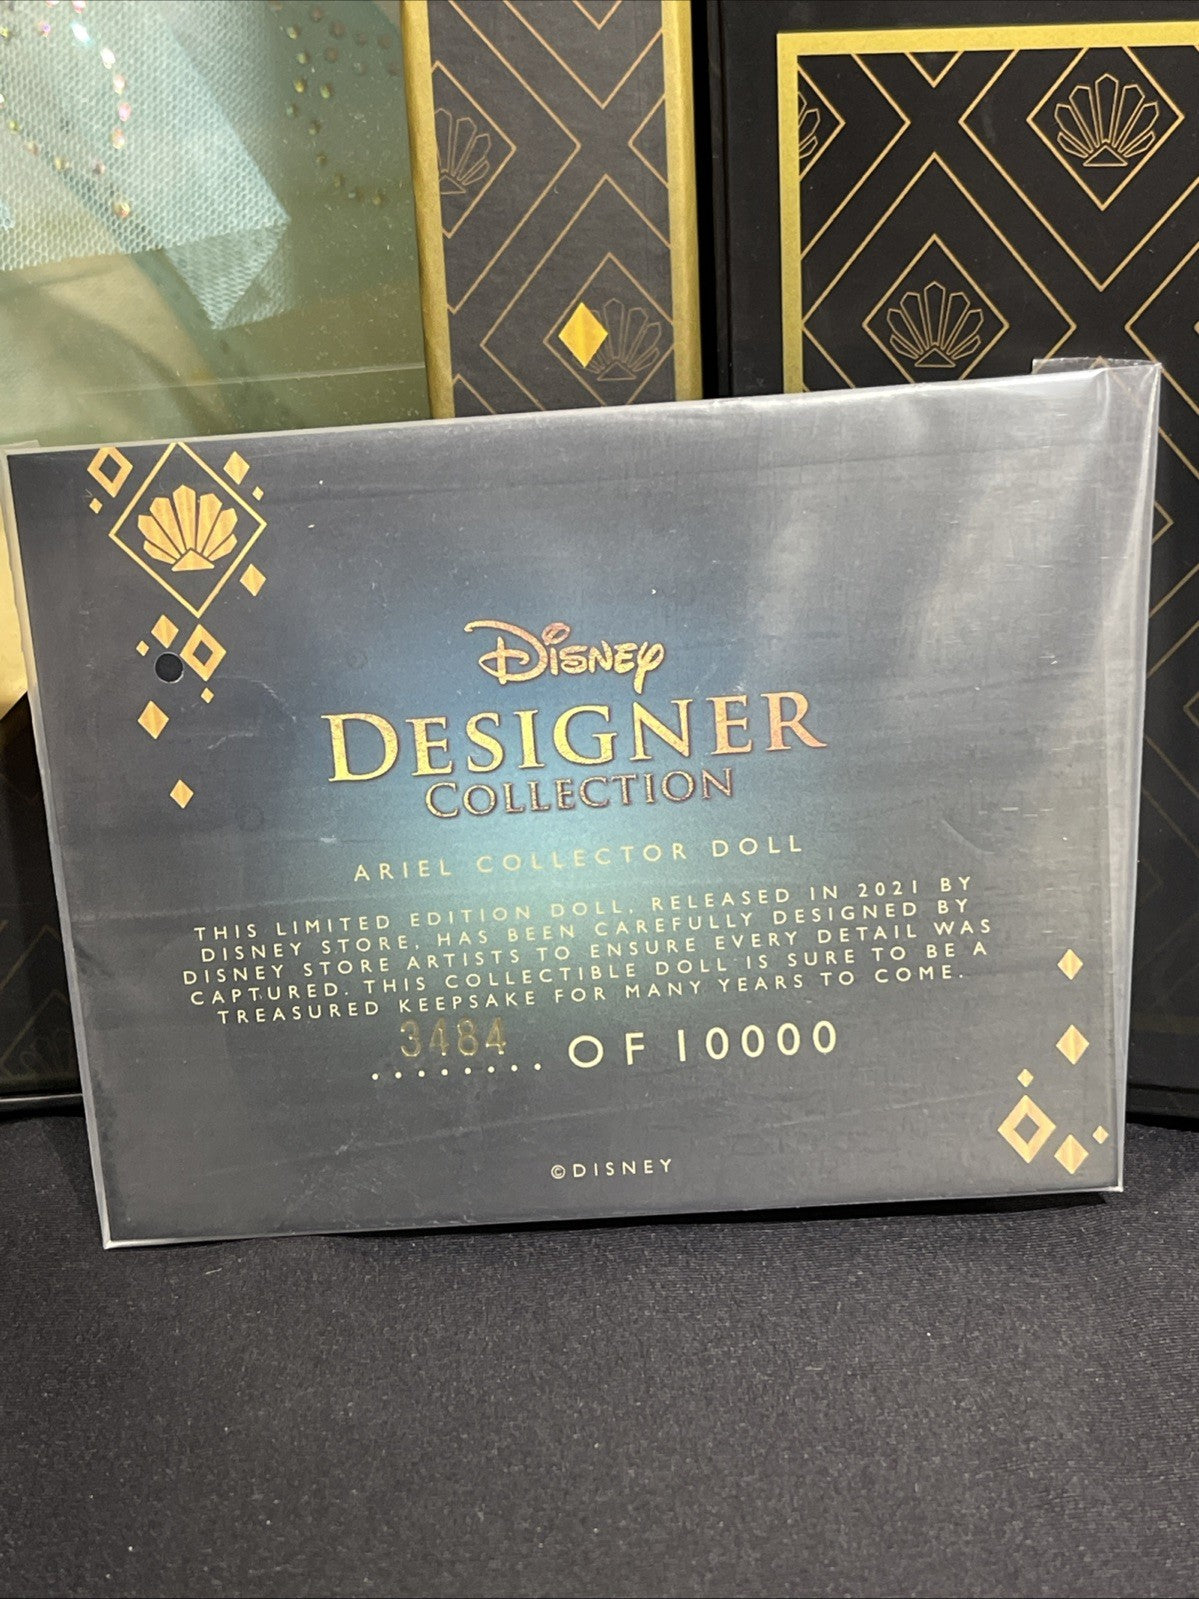 Disney
DESIGNER
COLLECTION
ARIEL COLLECTOR DOLL
THIS LIMITED EDITION DOLL, RELEASED IN 2021 BY
DISNEY STORE, HAS BEEN CAREFULLY DESIGNED BY
DISNEY STORE ARTISTS TO ENSURE EVERY DETAIL WAS
CAPTURED. THIS COLLECTIBLE DOLL IS SURE TO BE A
TREASURED KEEPSAKE FOR MANY YEARS TO COME.
3484 ........ OF 10000
©DISNEY